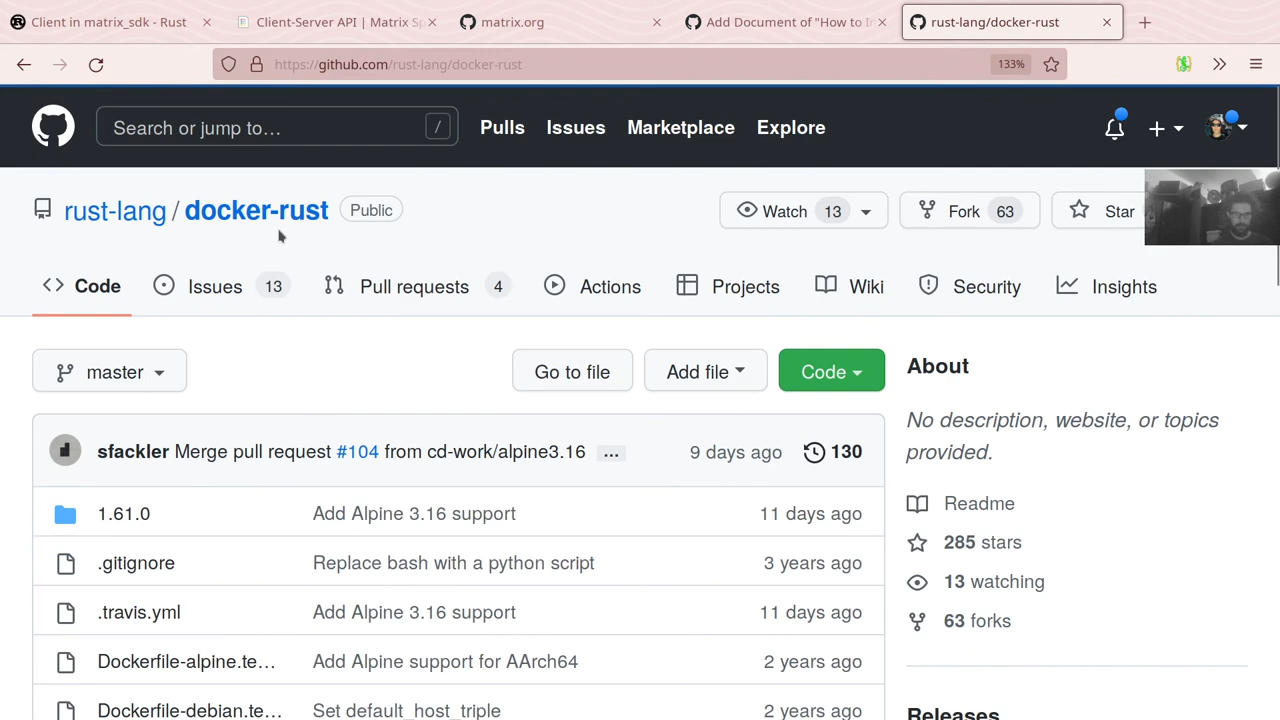 Client in matrix_sdk - Rust
Client-Server API | Matrix Sp
matrix.org
Add Document of "How to In
rust-lang/docker-rust
https://github.com/rust-lang/docker-rust
133%
Search or jump to…
/
Pulls
Issues
Marketplace
Explore
rust-lang / docker-rust
Public
Watch 13
Fork 63
Star
Code
Issues 13
Pull requests 4
Actions
Projects
Wiki
Security
Insights
master
Go to file
Add file
Code
sfackler Merge pull request #104 from cd-work/alpine3.16 ... 9 days ago 130
1.61.0 Add Alpine 3.16 support 11 days ago
.gitignore Replace bash with a python script 3 years ago
.travis.yml Add Alpine 3.16 support 11 days ago
Dockerfile-alpine.te… Add Alpine support for AArch64 2 years ago
Dockerfile-debian.te… Set default_host_triple 2 years ago
About
No description, website, or topics
provided.
Readme
285 stars
13 watching
63 forks
Releases